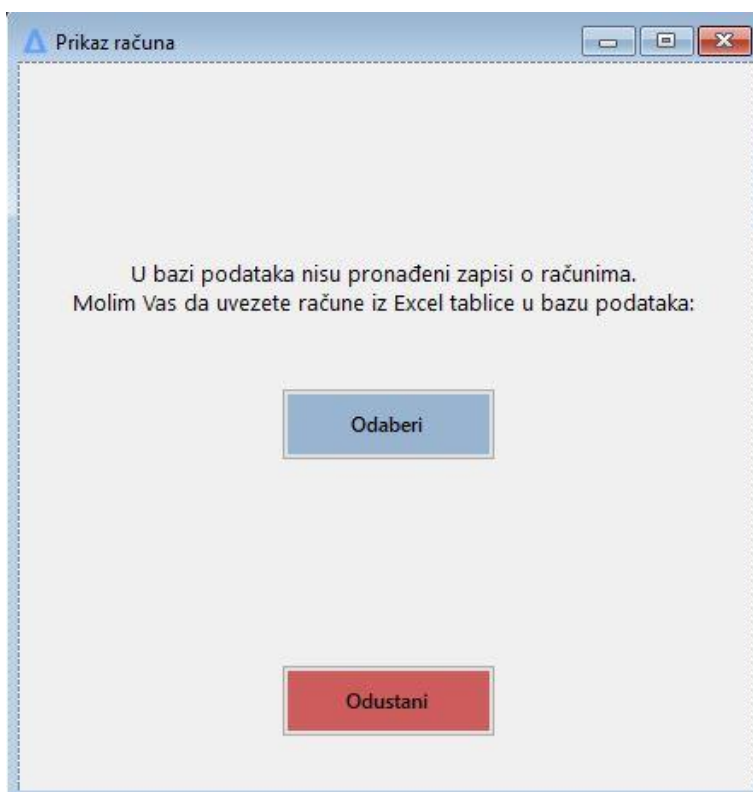 Prikaz računa
U bazi podataka nisu pronađeni zapisi o računima.
Molim Vas da uvezete račune iz Excel tablice u bazu podataka:
Odaberi
Odustani